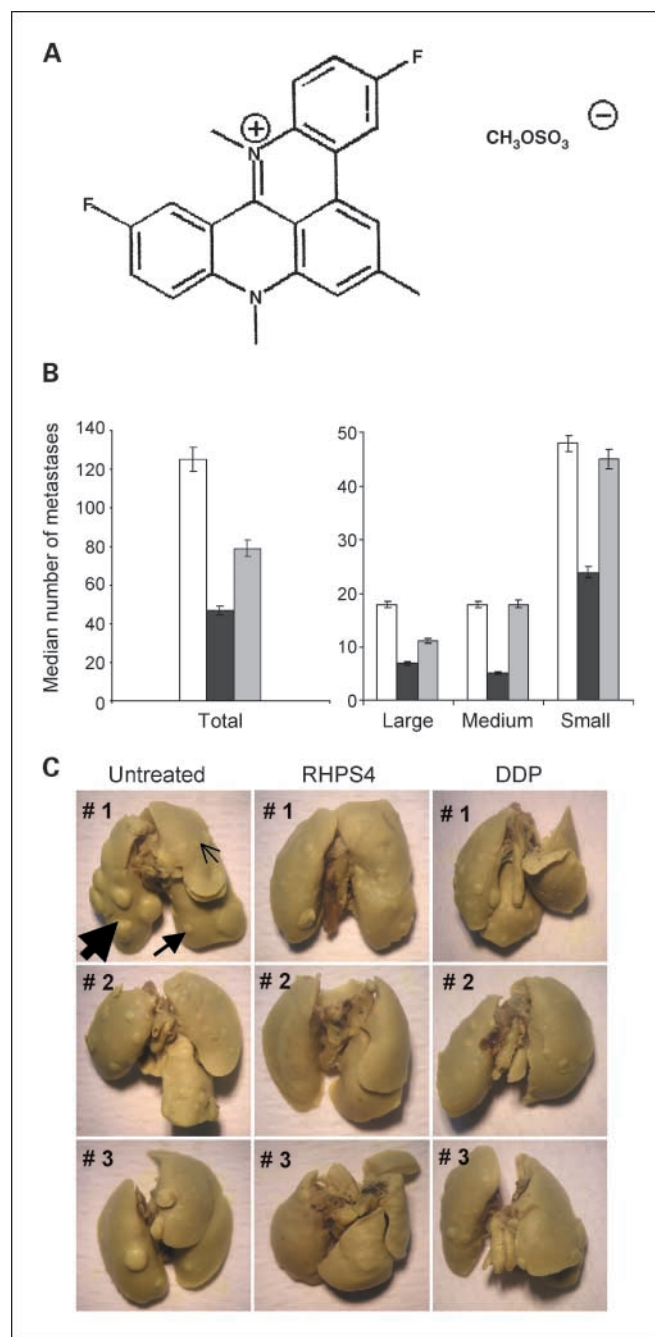 A
F
N
+
CH3OSO3
−
F
N
B
Median number of metastases
140
120
100
80
60
40
20
0
Total
50
40
30
20
10
0
Large Medium Small
C
Untreated RHPS4 DDP
# 1 # 1 # 1
# 2 # 2 # 2
# 3 # 3 # 3